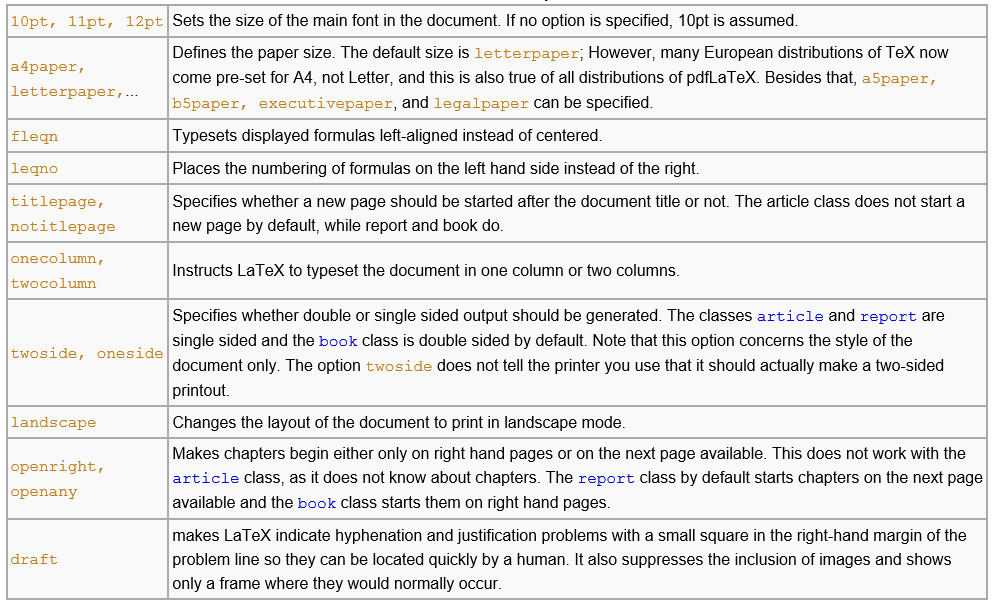 10pt, 11pt, 12pt Sets the size of the main font in the document. If no option is specified, 10pt is assumed.
a4paper,
letterpaper,...
Defines the paper size. The default size is letterpaper; However, many European distributions of TeX now
come pre-set for A4, not Letter, and this is also true of all distributions of pdfLaTeX. Besides that, a5paper,
b5paper, executivepaper, and legalpaper can be specified.
fleqn Typesets displayed formulas left-aligned instead of centered.
leqno Places the numbering of formulas on the left hand side instead of the right.
titlepage,
notitlepage
Specifies whether a new page should be started after the document title or not. The article class does not start a
new page by default, while report and book do.
onecolumn,
twocolumn
Instructs LaTeX to typeset the document in one column or two columns.
twoside, oneside
Specifies whether double or single sided output should be generated. The classes article and report are
single sided and the book class is double sided by default. Note that this option concerns the style of the
document only. The option twoside does not tell the printer you use that it should actually make a two-sided
printout.
landscape Changes the layout of the document to print in landscape mode.
openright,
openany
Makes chapters begin either only on right hand pages or on the next page available. This does not work with the
article class, as it does not know about chapters. The report class by default starts chapters on the next page
available and the book class starts them on right hand pages.
draft
makes LaTeX indicate hyphenation and justification problems with a small square in the right-hand margin of the
problem line so they can be located quickly by a human. It also suppresses the inclusion of images and shows
only a frame where they would normally occur.